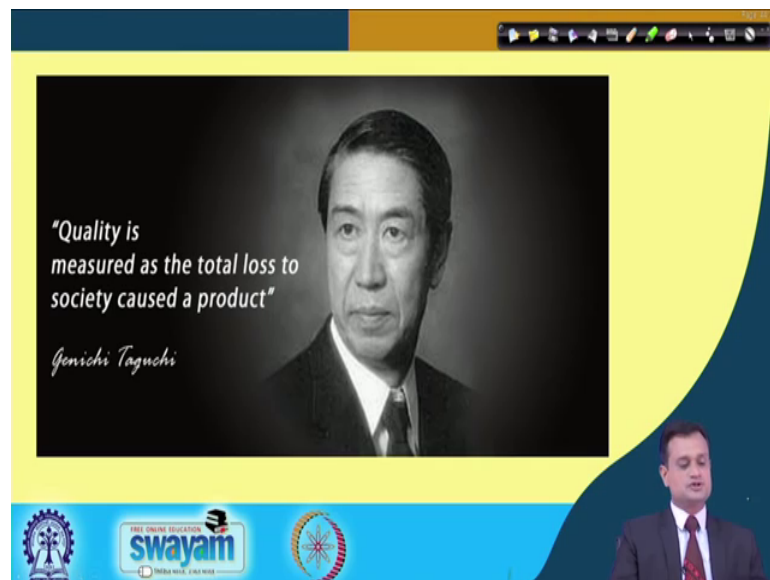 "Quality is
measured as the total loss to
society caused a product"
Genichi Taguchi
FREE ONLINE EDUCATION
swayam